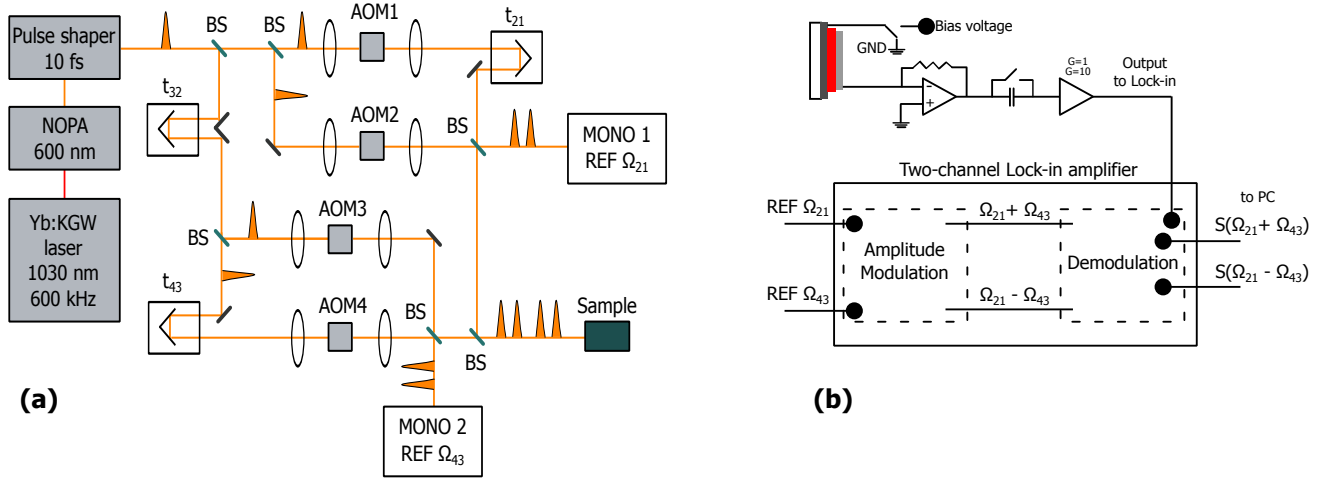 Pulse shaper
10 fs
NOPA
600 nm
Yb:KGW
laser
1030 nm
600 kHz
BS
BS
AOM1
t21
t32
AOM2
BS
MONO 1
REF Ω21
AOM3
BS
t43
AOM4
BS
BS
Sample
MONO 2
REF Ω43
(a)
Bias voltage
GND
G=1
G=10
Output
to Lock-in
-
+
Two-channel Lock-in amplifier
to PC
REF Ω21
Ω21+ Ω43
S(Ω21+ Ω43)
Amplitude
Modulation
Demodulation
S(Ω21 - Ω43)
REF Ω43
Ω21 - Ω43
(b)